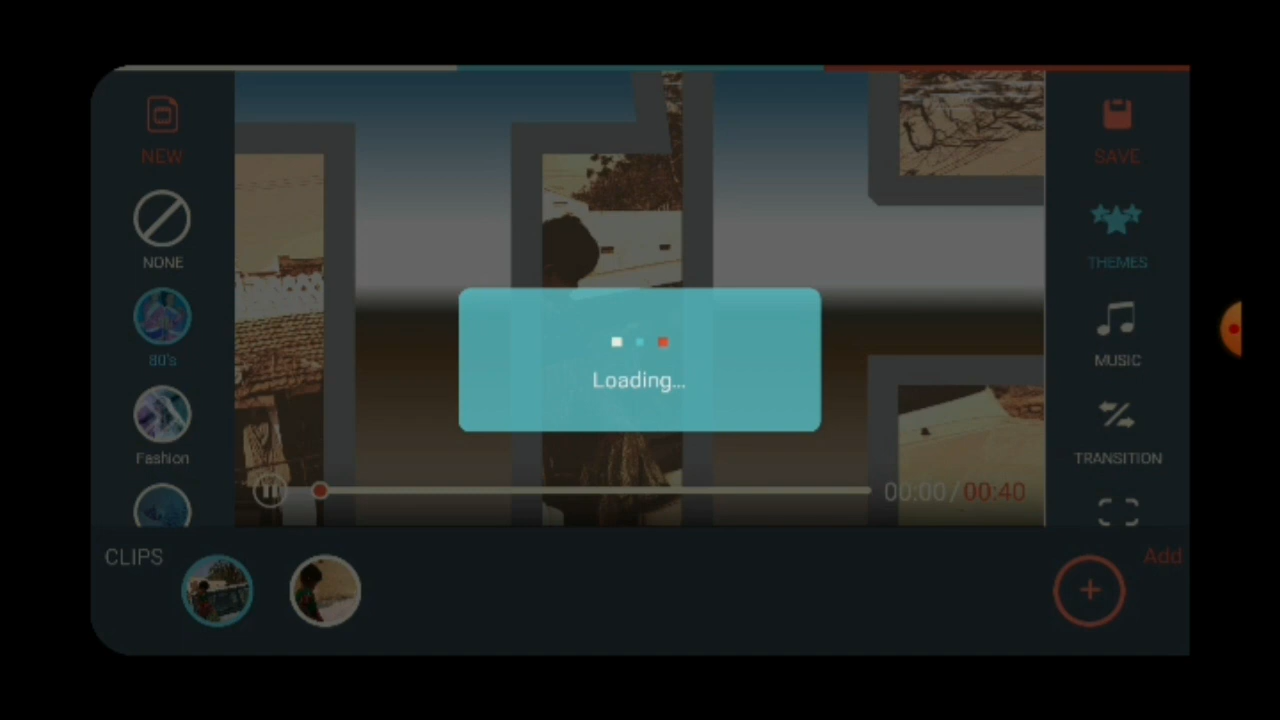 NEW
NONE
80's
Fashion
Loading...
00:00/00:40
SAVE
THEMES
MUSIC
TRANSITION
CLIPS
Add